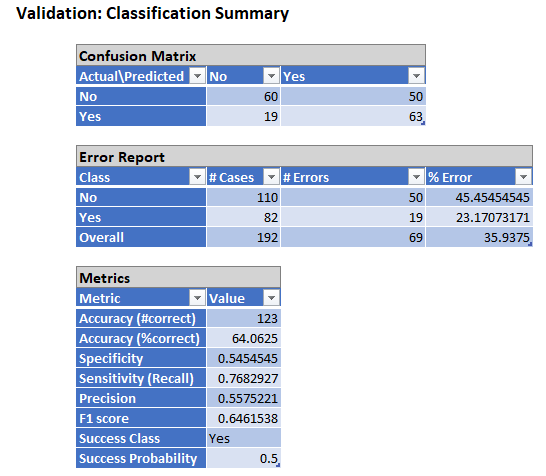 Validation: Classification Summary
Confusion Matrix
Actual\Predicted No Yes
No 60 50
Yes 19 63
Error Report
Class # Cases # Errors % Error
No 110 50 45.45454545
Yes 82 19 23.17073171
Overall 192 69 35.9375
Metrics
Metric Value
Accuracy (#correct) 123
Accuracy (%correct) 64.0625
Specificity 0.5454545
Sensitivity (Recall) 0.7682927
Precision 0.5575221
F1 score 0.6461538
Success Class Yes
Success Probability 0.5